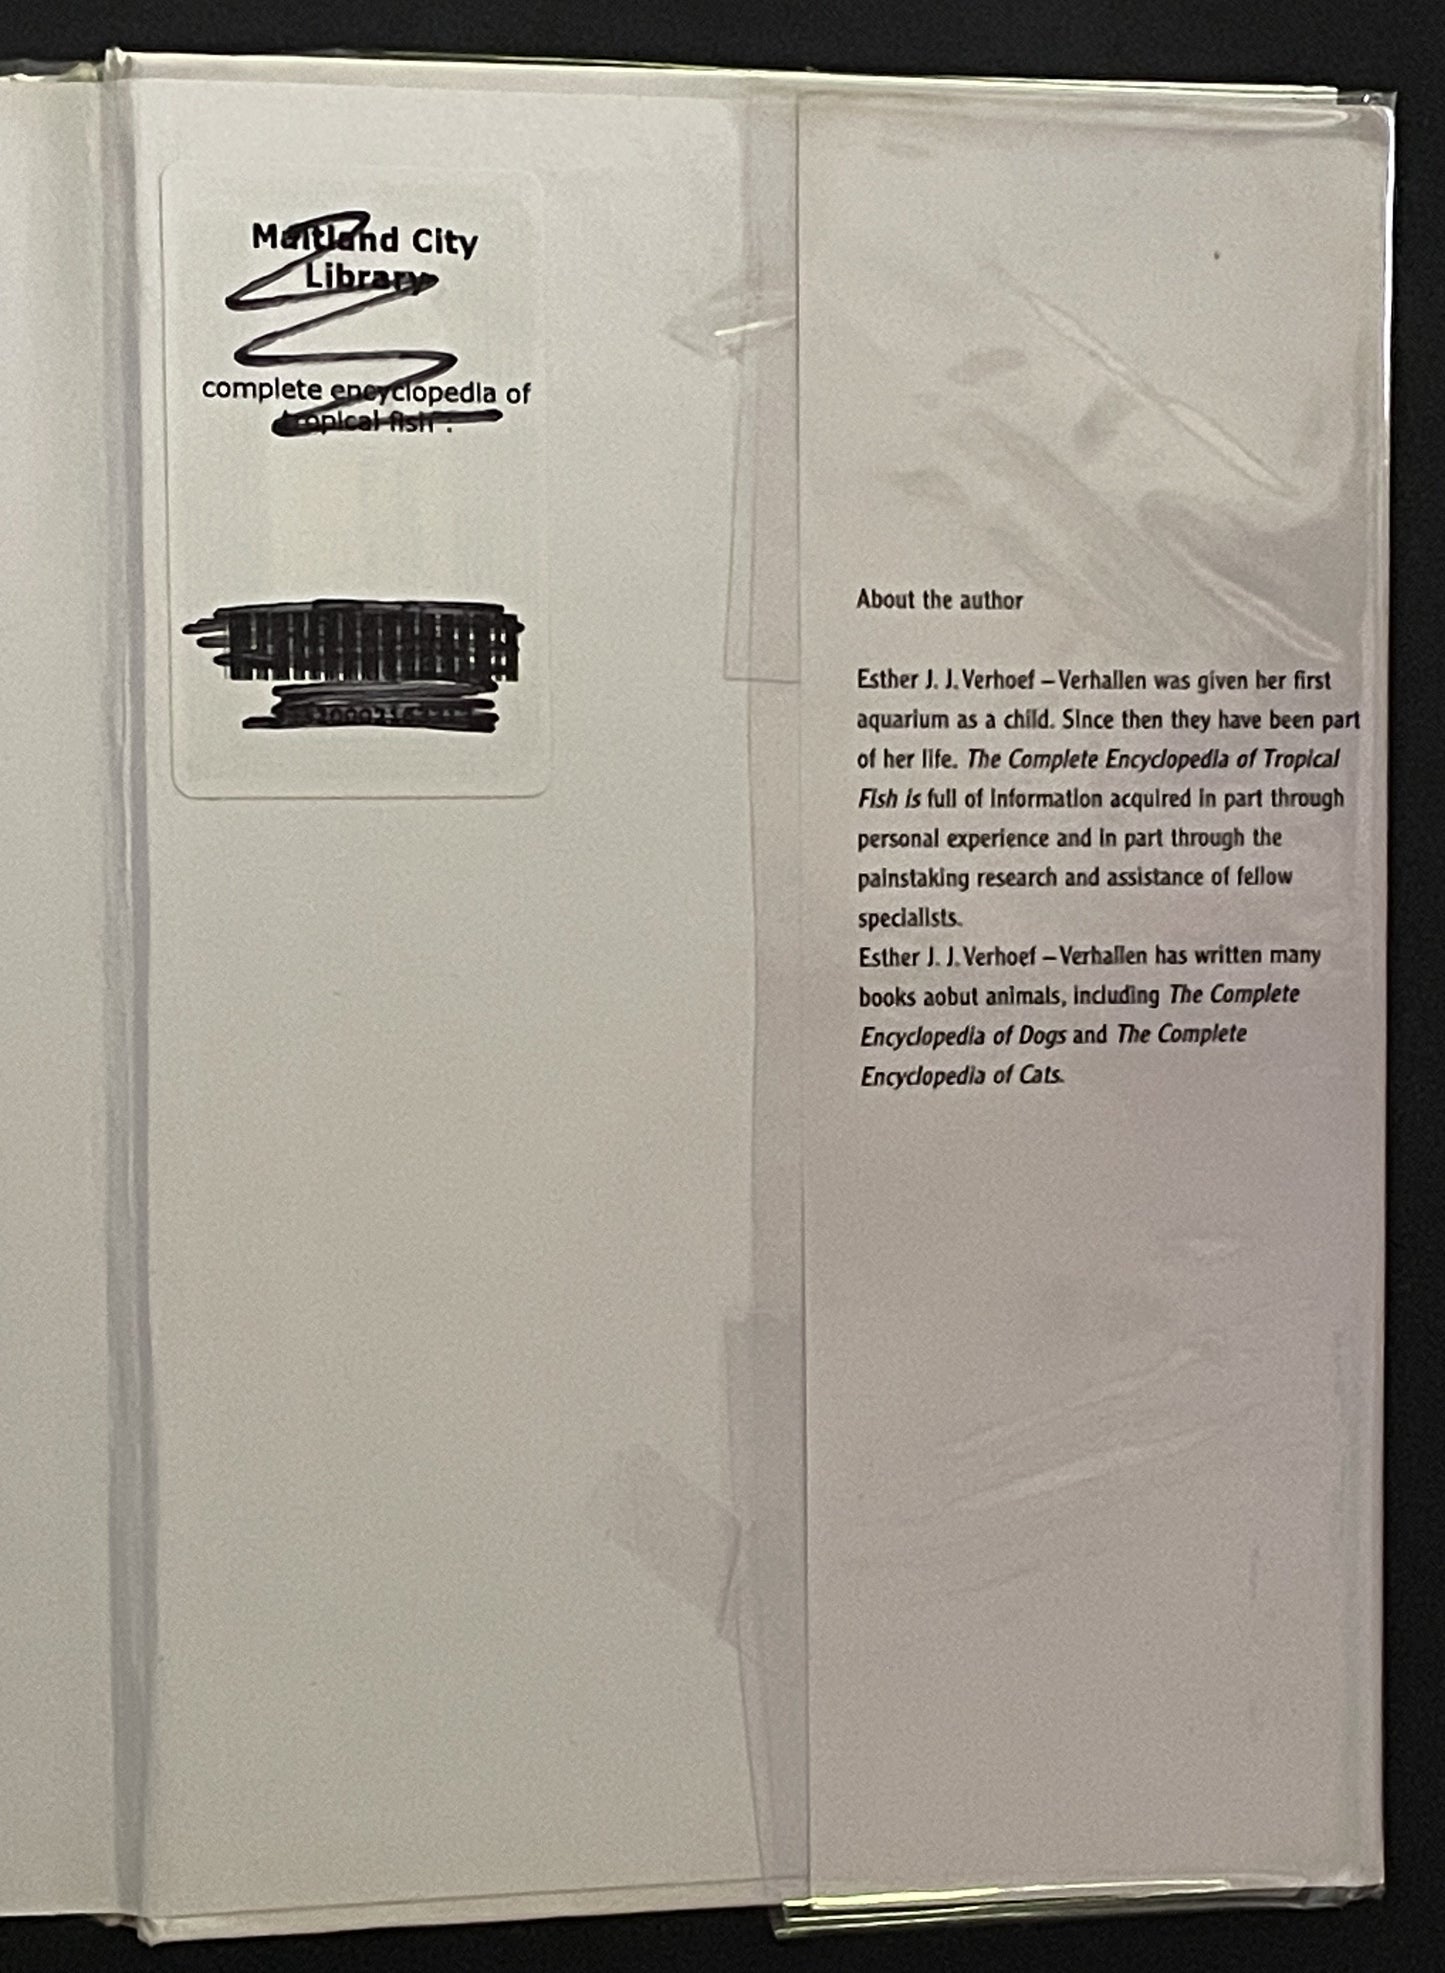 Maitland City
Library
complete encyclopedia of
tropical fish :
About the author
Esther J. J. Verhoef – Verhallen was given her first
aquarium as a child. Since then they have been part
of her life. The Complete Encyclopedia of Tropical
Fish is full of information acquired in part through
personal experience and in part through the
painstaking research and assistance of fellow
specialists.
Esther J. J. Verhoef – Verhallen has written many
books aobut animals, including The Complete
Encyclopedia of Dogs and The Complete
Encyclopedia of Cats.